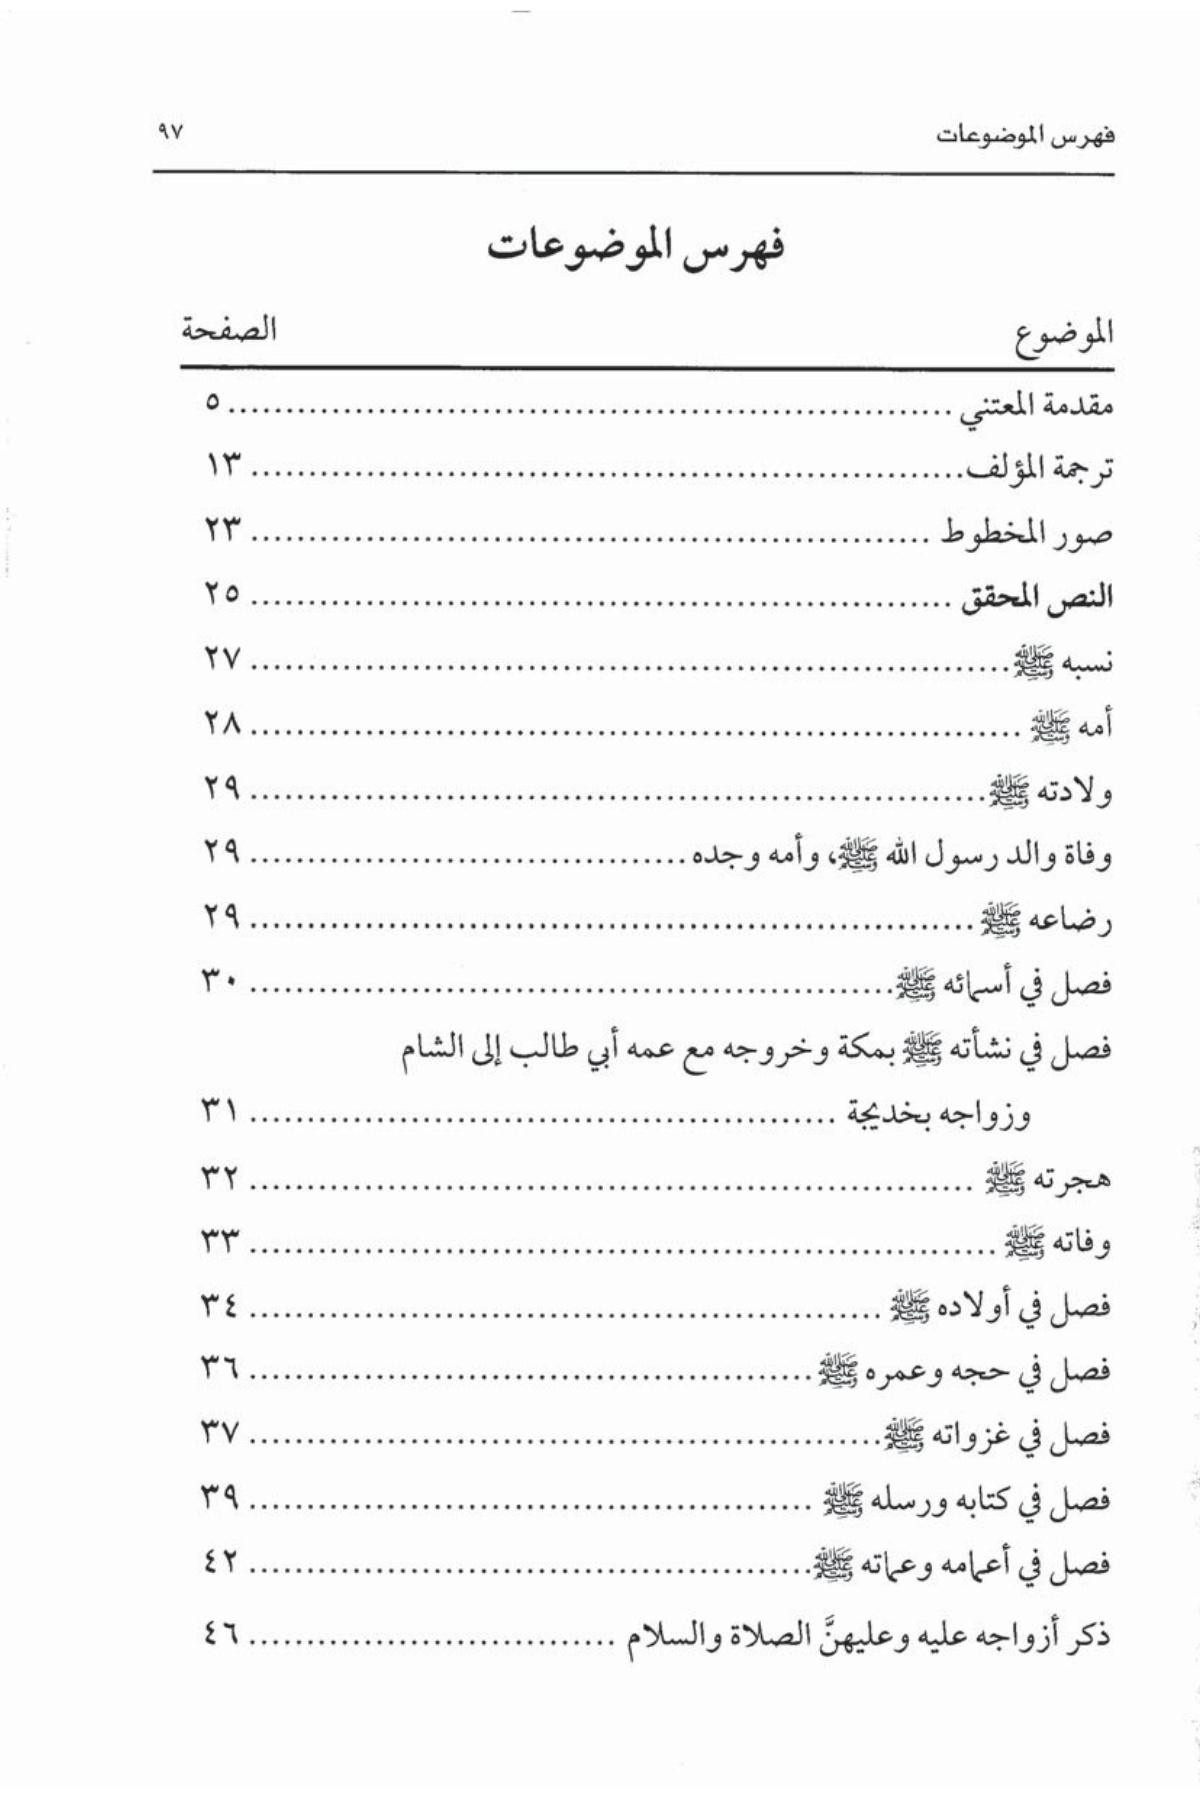 فهرس الموضوعات ٩٧
فهرس الموضوعات
الموضوع الصفحة
مقدمة المعتني ............................................................... ٥
ترجمة المؤلف............................................................... ١٣
صور المخطوط ............................................................ ٢٣
النص المحقق .............................................................. ٢٥
نسبه ﷺ................................................................... ٢٧
أمه ﷺ .................................................................... ٢٨
ولادته ﷺ................................................................. ٢٩
وفاة والد رسول الله ﷺ، وأمه وجده ...................................... ٢٩
رضاعه ﷺ ................................................................ ٢٩
فصل في أسمائه ﷺ......................................................... ٣٠
فصل في نشأته ﷺ بمكة وخروجه مع عمه أبي طالب إلى الشام
وزواجه بخديجة .................................................... ٣١
هجرته ﷺ ................................................................ ٣٢
وفاته ﷺ .................................................................. ٣٣
فصل في أولاده ﷺ ........................................................ ٣٤
فصل في حجه وعمره ﷺ .................................................. ٣٦
فصل في غزواته ﷺ........................................................ ٣٧
فصل في كتابه ورسله ﷺ .................................................. ٣٩
فصل في أعمامه وعماته ﷺ.................................................. ٤٢
ذكر أزواجه عليه وعليهنَّ الصلاة والسلام ................................ ٤٦